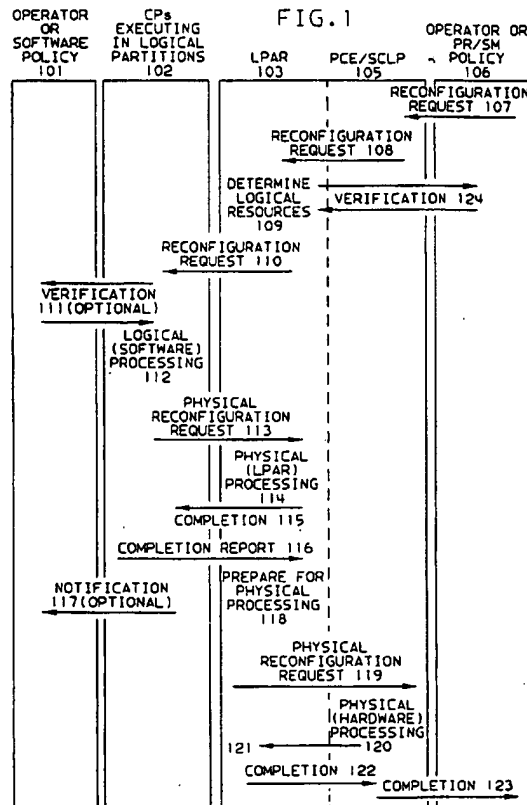 FIG.1
OPERATOR
OR
SOFTWARE
POLICY
101
CPs
EXECUTING
IN LOGICAL
PARTITIONS
102
LPAR
103
PCE/SCLP
105
OPERATOR OR
PR/SM
POLICY
106
RECONFIGURATION
REQUEST 107
RECONFIGURATION
REQUEST 108
DETERMINE
LOGICAL
RESOURCES
109
VERIFICATION 124
RECONFIGURATION
REQUEST 110
VERIFICATION
111(OPTIONAL)
LOGICAL
(SOFTWARE)
PROCESSING
112
PHYSICAL
RECONFIGURATION
REQUEST 113
PHYSICAL
(LPAR)
PROCESSING
114
COMPLETION 115
COMPLETION REPORT 116
NOTIFICATION
117(OPTIONAL)
PREPARE FOR
PHYSICAL
PROCESSING
118
PHYSICAL
RECONFIGURATION
REQUEST 119
PHYSICAL
(HARDWARE)
PROCESSING
120
121
COMPLETION 122
COMPLETION 123